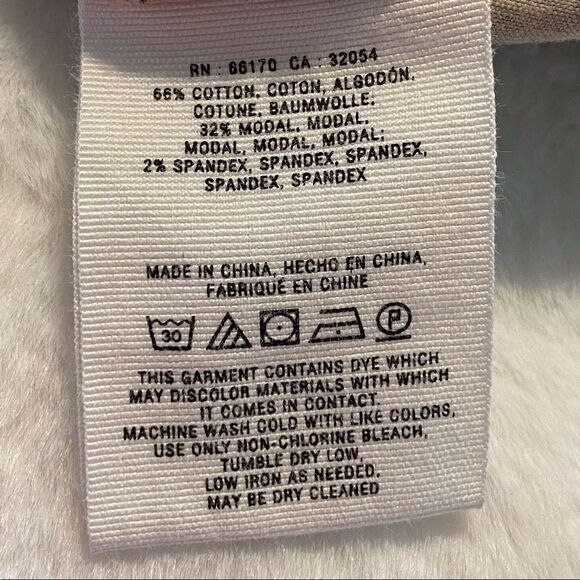 RN : 66170 CA : 32054
66% COTTON, COTON, ALGODÓN,
COTONE, BAUMWOLLE,
32% MODAL, MODAL,
MODAL, MODAL, MODAL;
2% SPANDEX, SPANDEX, SPANDEX,
SPANDEX, SPANDEX
MADE IN CHINA, HECHO EN CHINA,
FABRIQUÉ EN CHINE
30 P
THIS GARMENT CONTAINS DYE WHICH
MAY DISCOLOR MATERIALS WITH WHICH
IT COMES IN CONTACT.
MACHINE WASH COLD WITH LIKE COLORS,
USE ONLY NON-CHLORINE BLEACH,
TUMBLE DRY LOW,
LOW IRON AS NEEDED,
MAY BE DRY CLEANED